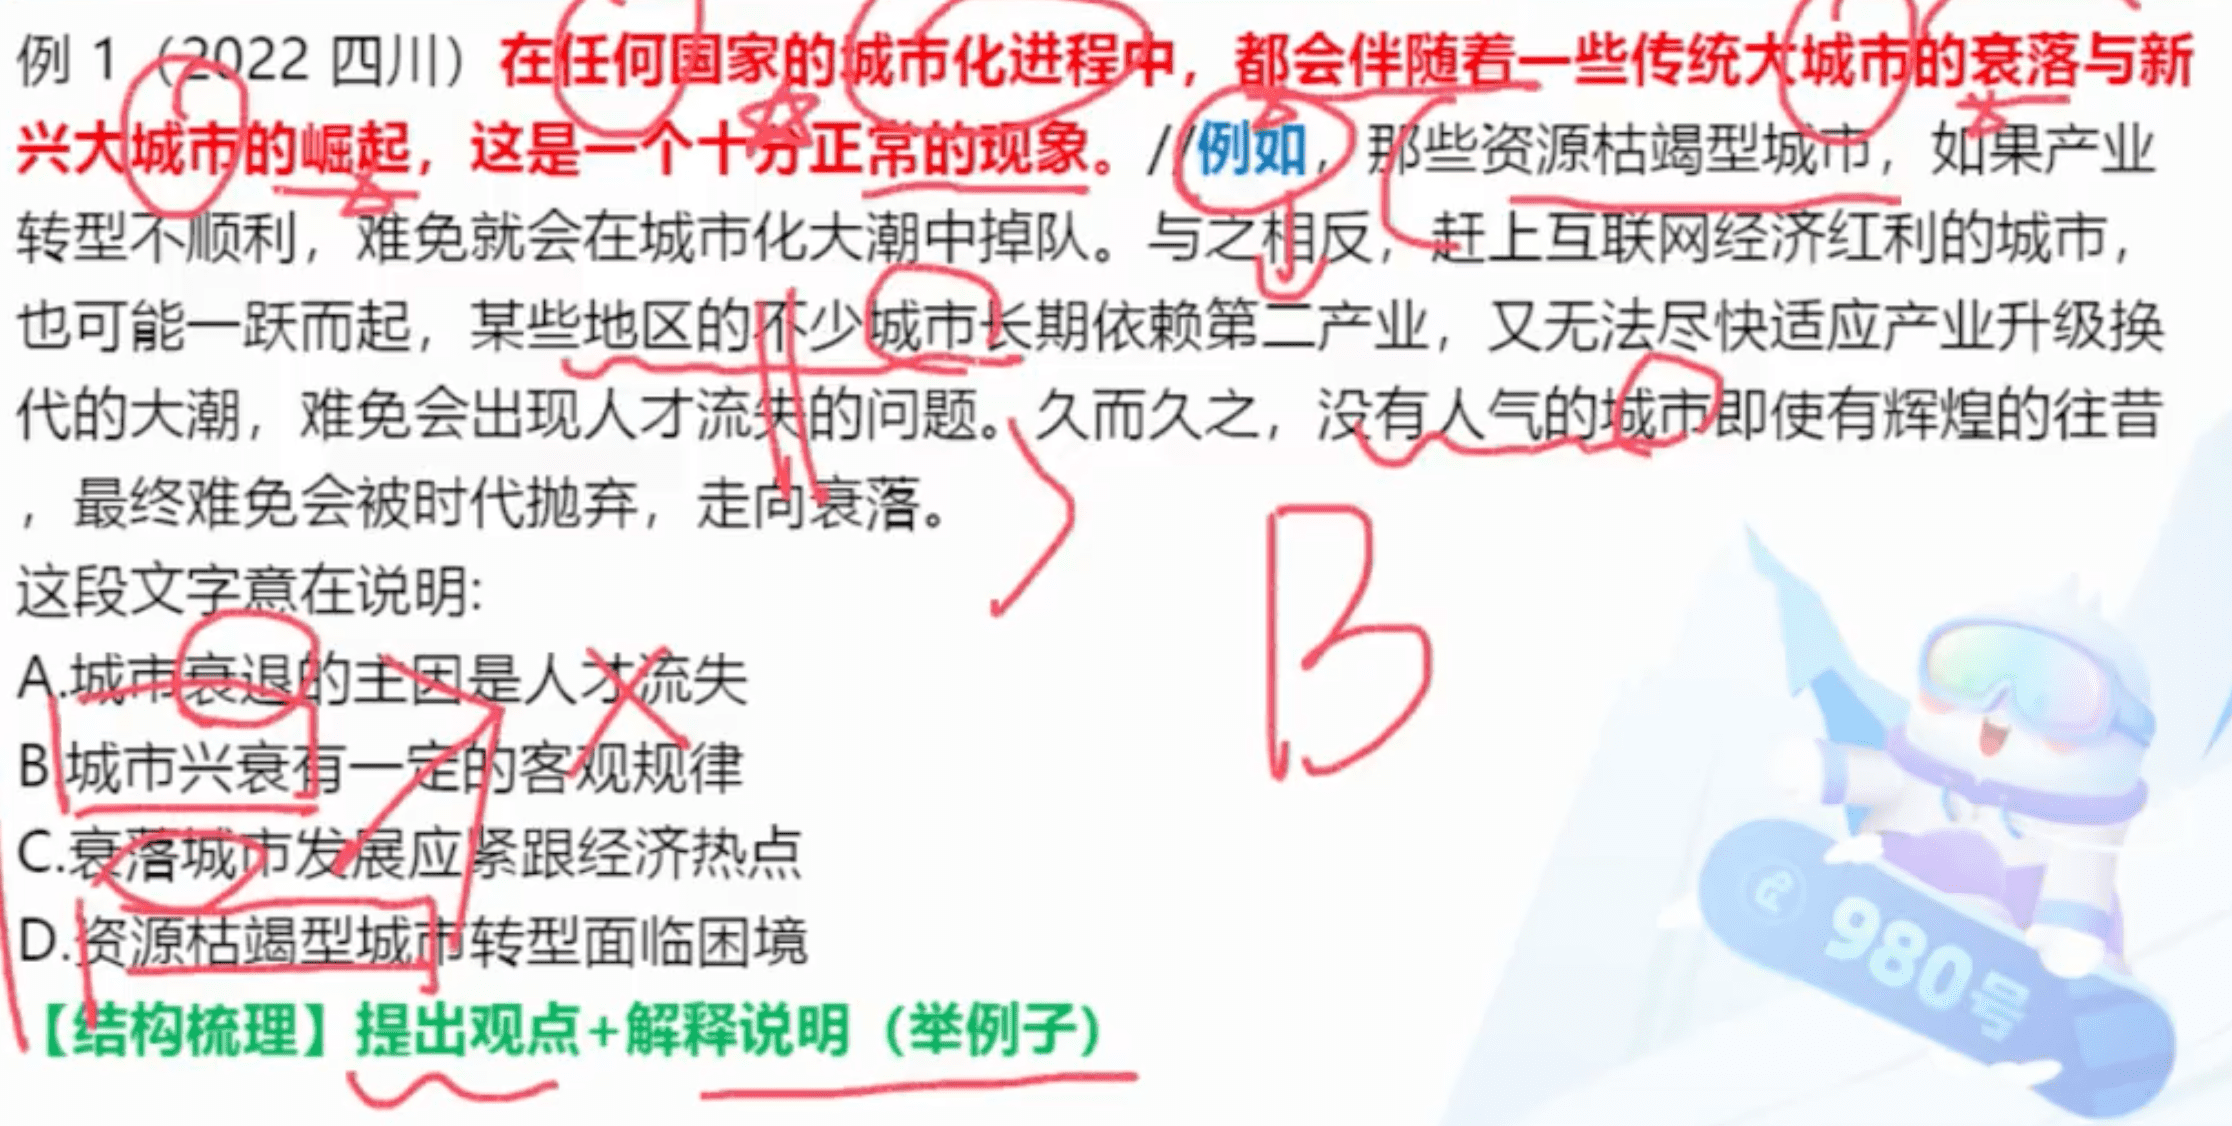 例 1（2022 四川）在任何国家的城市化进程中，都会伴随着一些传统大城市的衰落与新
兴大城市的崛起，这是一个十分正常的现象。//例如，那些资源枯竭型城市，如果产业
转型不顺利，难免就会在城市化大潮中掉队。与之相反，赶上互联网经济红利的城市，
也可能一跃而起，某些地区的不少城市长期依赖第二产业，又无法尽快适应产业升级换
代的大潮，难免会出现人才流失的问题。久而久之，没有人气的城市即使有辉煌的往昔
，最终难免会被时代抛弃，走向衰落。
这段文字意在说明:
A.城市衰退的主因是人才流失
B.城市兴衰有一定的客观规律
C.衰落城市发展应紧跟经济热点
D.资源枯竭型城市转型面临困境
【结构梳理】提出观点+解释说明（举例子）
B
980号